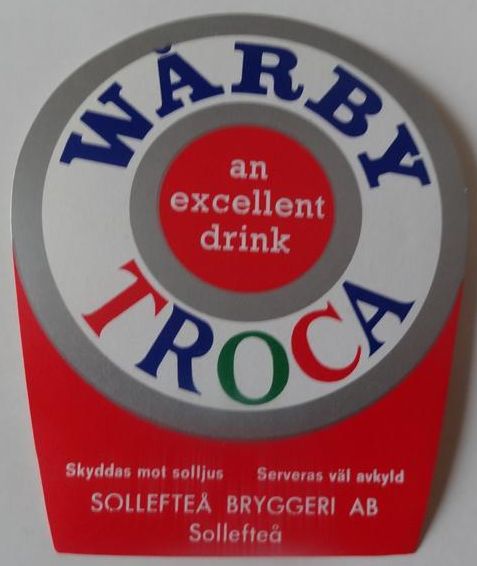 WÅRBY
an
excellent
drink
TROCA
Skyddas mot solljus Serveras väl avkyld
SOLLEFTEÅ BRYGGERI AB
Sollefteå